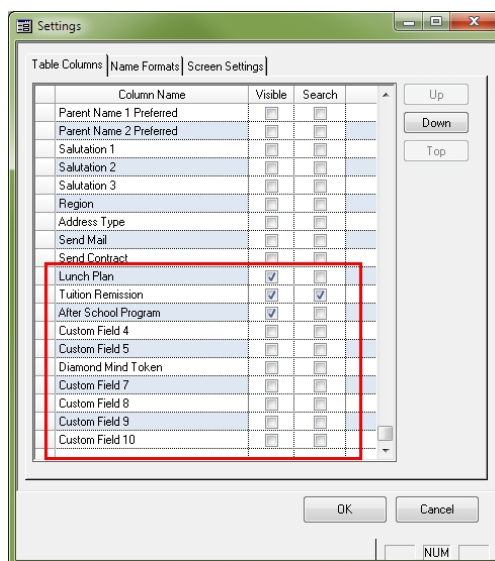 Settings
Table Columns Name Formats Screen Settings
Column Name Visible Search
Up
Parent Name 1 Preferred
Down
Parent Name 2 Preferred
Top
Salutation 1
Salutation 2
Salutation 3
Region
Address Type
Send Mail
Send Contract
Lunch Plan
Tuition Remission
After School Program
Custom Field 4
Custom Field 5
Diamond Mind Token
Custom Field 7
Custom Field 8
Custom Field 9
Custom Field 10
OK Cancel
NUM